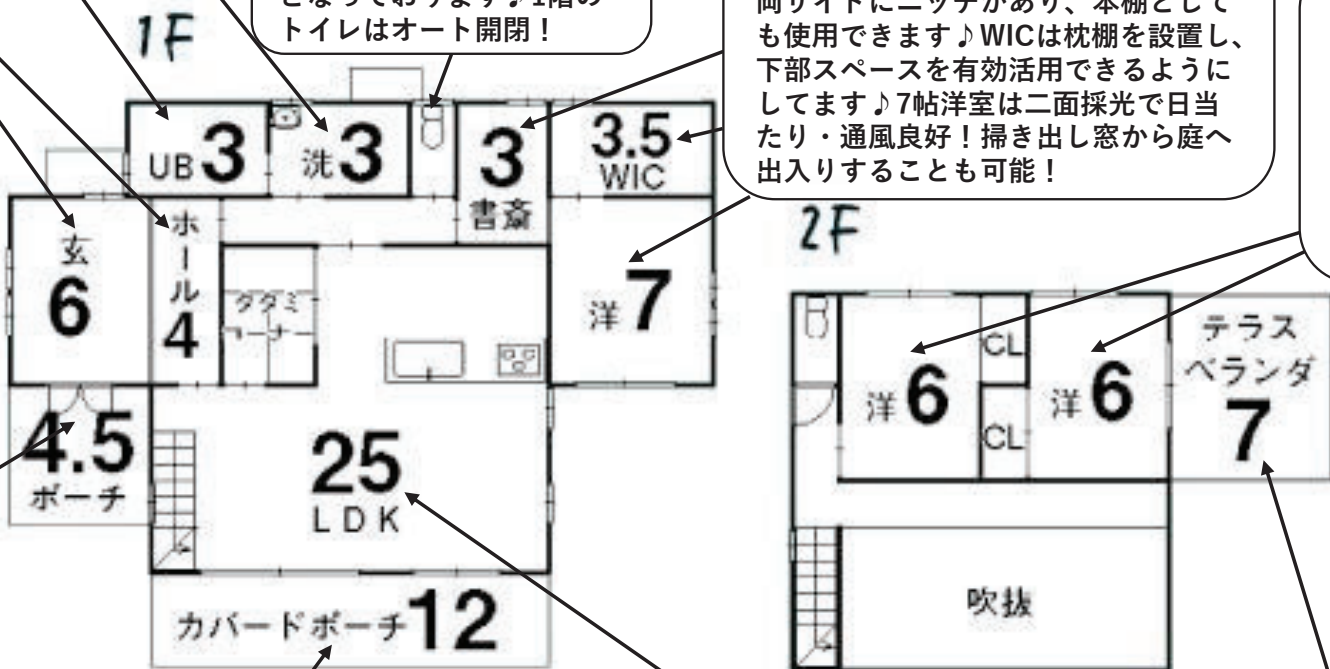 となっております♪1階の
トイレはオート開閉！
両サイドにニッチがあり、本棚として
も使用できます♪WICは枕棚を設置し、
下部スペースを有効活用できるように
してます♪7帖洋室は二面採光で日当
たり・通風良好！掃き出し窓から庭へ
出入りすることも可能！
1F
UB 3
洗 3
3
書斎
3.5
WIC
玄
6
ホール
4
タタミ
コーナー
洋 7
4.5
ポーチ
25
LDK
カバードポーチ 12
2F
洋 6
CL
CL
洋 6
テラス
ベランダ
7
吹抜